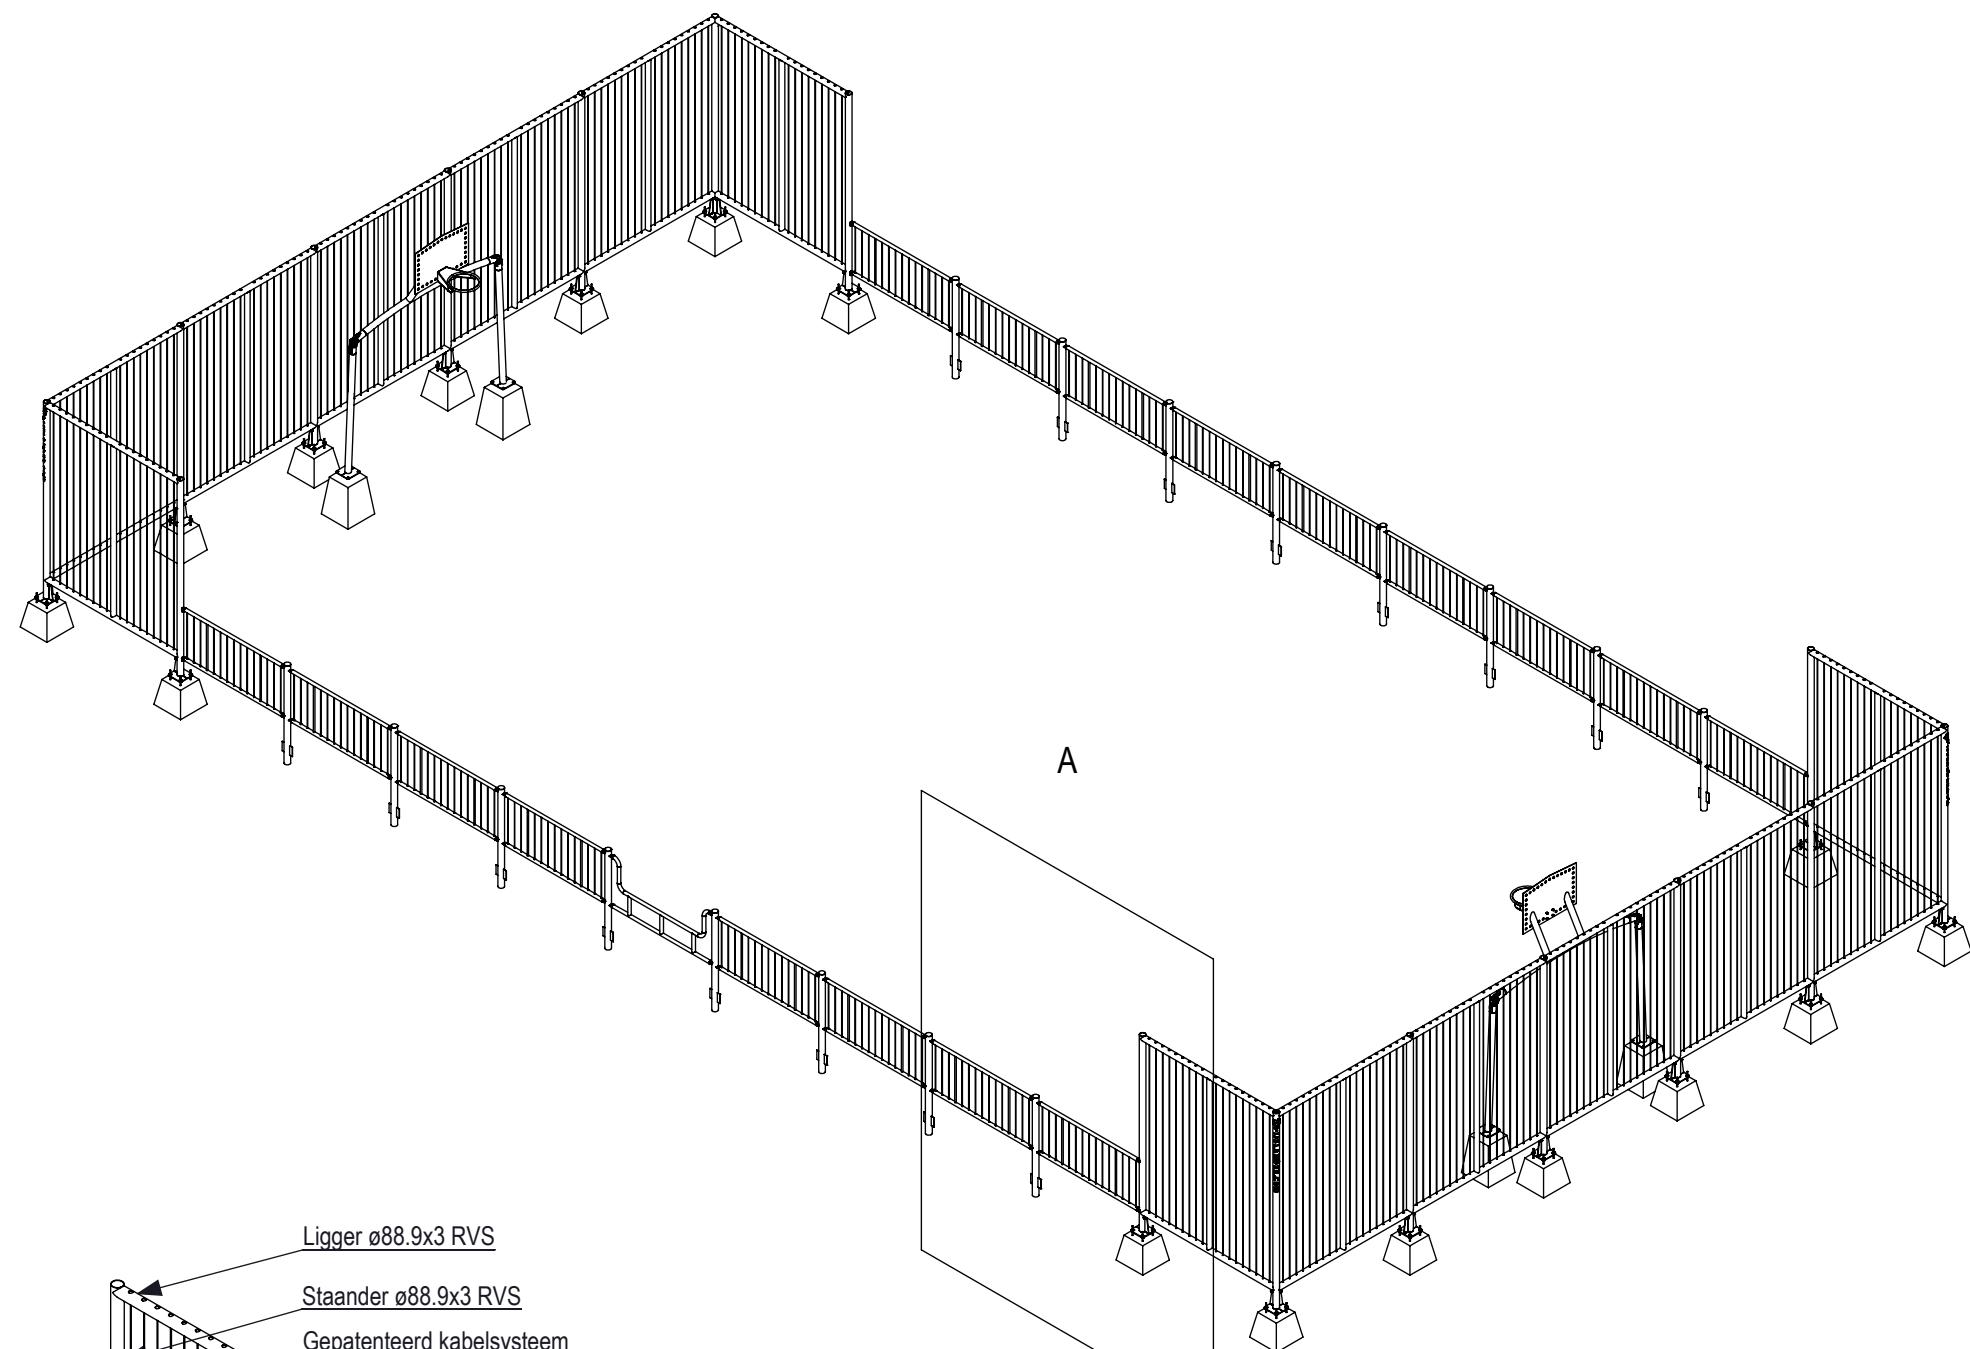 A
Ligger ø88.9x3 RVS
Staander ø88.9x3 RVS
Gepatenteerd kabelsysteem